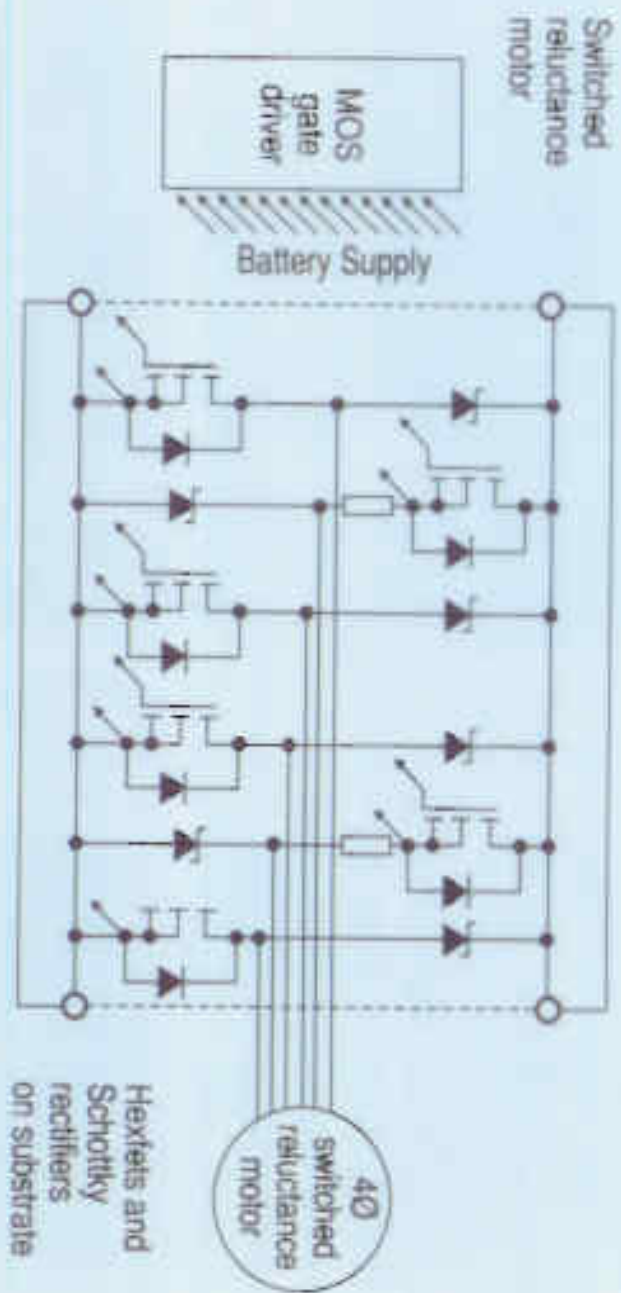 Switched
reluctance
motor
MOS
gate
driver
Battery Supply
4Ø
switched
reluctance
motor
Hexfets and
Schottky
rectifiers
on substrate